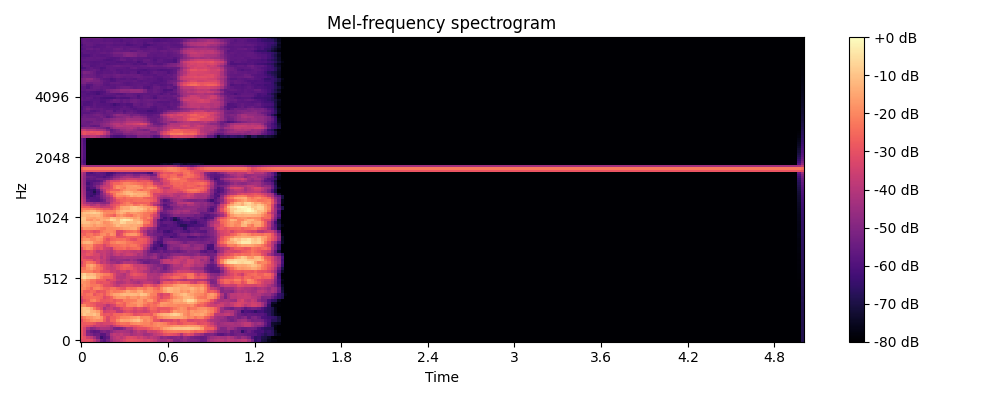 Mel-frequency spectrogram
Hz
4096
2048
1024
512
0
0 0.6 1.2 1.8 2.4 3 3.6 4.2 4.8
Time
+0 dB
-10 dB
-20 dB
-30 dB
-40 dB
-50 dB
-60 dB
-70 dB
-80 dB